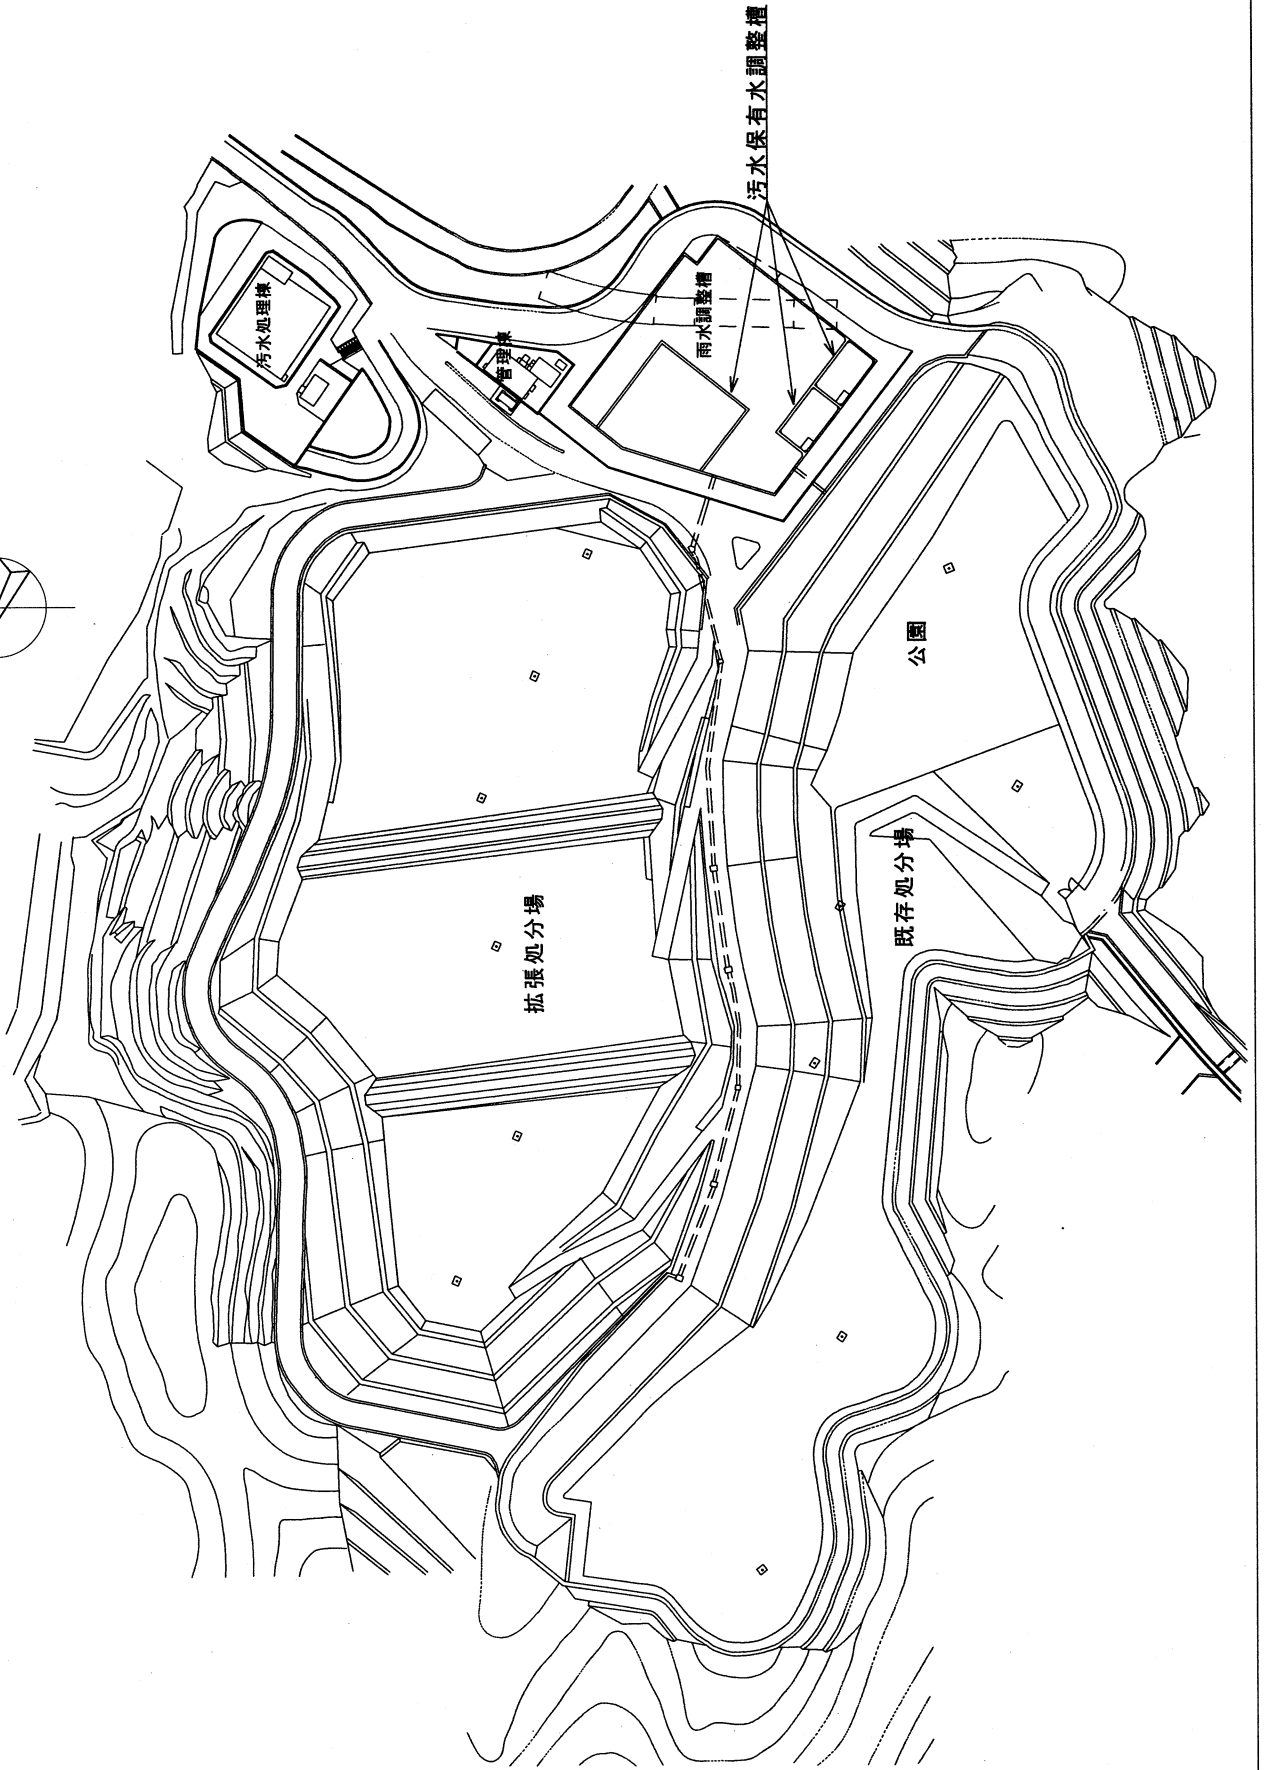 汚水保有水調整槽
汚水処理棟
管理棟
雨水調整槽
公園
既存処分場
拡張処分場